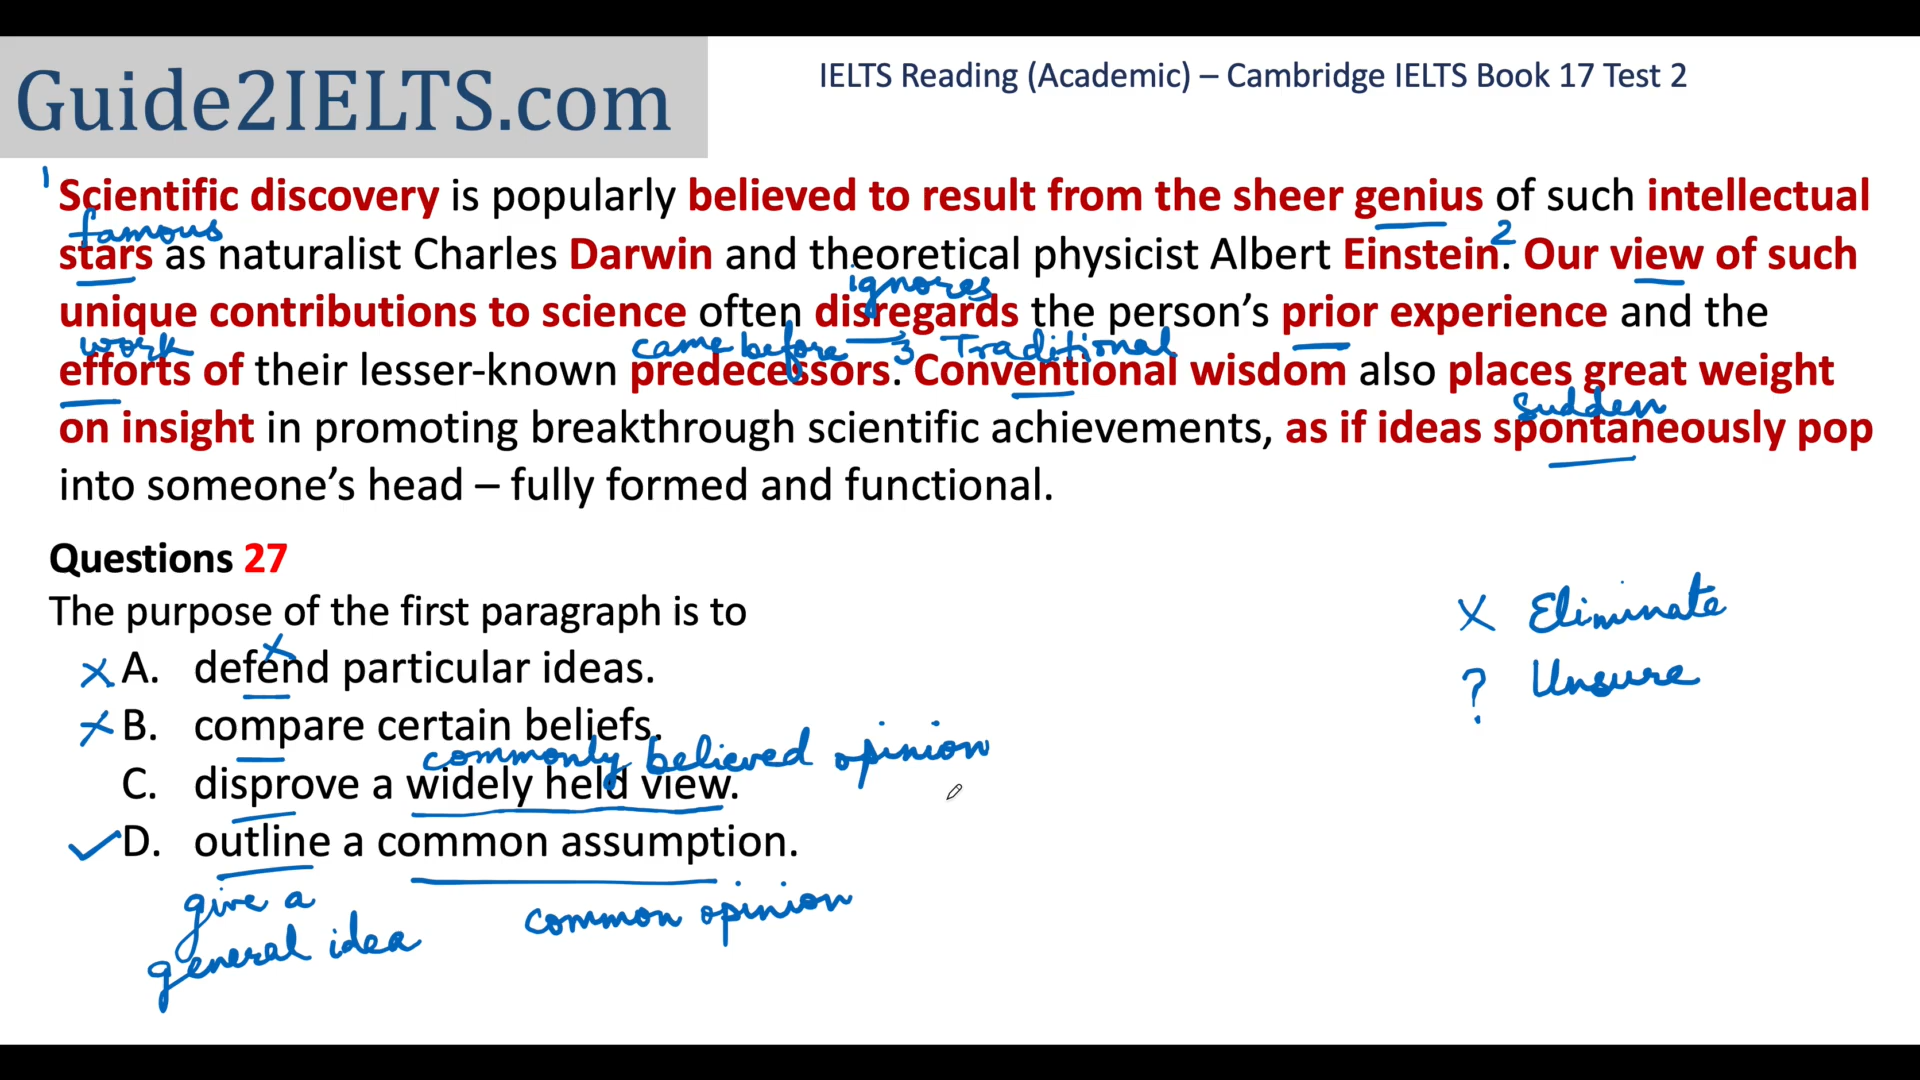 Guide2IELTS.com
IELTS Reading (Academic) – Cambridge IELTS Book 17 Test 2
1
Scientific discovery is popularly believed to result from the sheer genius of such intellectual
famous
2
stars as naturalist Charles Darwin and theoretical physicist Albert Einstein. Our view of such
ignores
unique contributions to science often disregards the person’s prior experience and the
work came before 3 Traditional
efforts of their lesser-known predecessors. Conventional wisdom also places great weight
sudden
on insight in promoting breakthrough scientific achievements, as if ideas spontaneously pop
into someone’s head – fully formed and functional.
Questions 27
The purpose of the first paragraph is to
x
x A. defend particular ideas.
x B. compare certain beliefs.
commonly believed opinion
C. disprove a widely held view.
✓ D. outline a common assumption.
give a
general idea
common opinion
x Eliminate
? Unsure